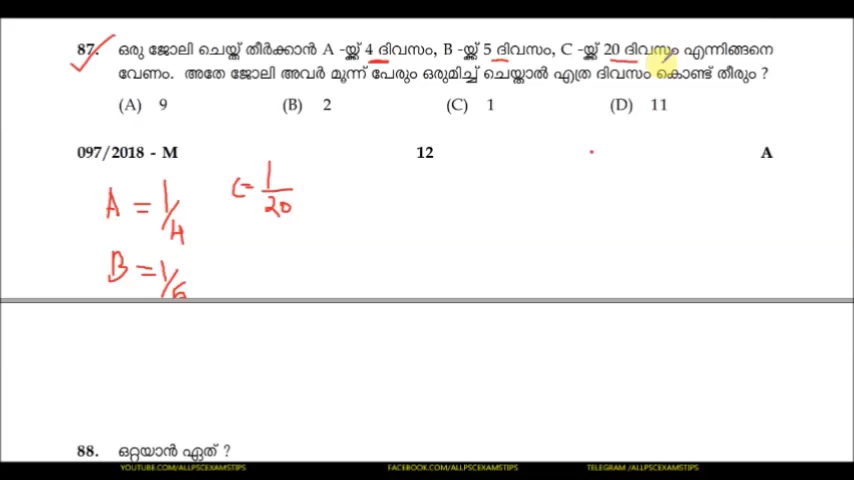 87. ഒരു ജോലി ചെയ്ത് തീർക്കാൻ A -യ്ക്ക് 4 ദിവസം, B -യ്ക്ക് 5 ദിവസം, C -യ്ക്ക് 20 ദിവസം എന്നിങ്ങനെ
വേണം. അതേ ജോലി അവർ മൂന്ന് പേരും ഒരുമിച്ച് ചെയ്താൽ എത്ര ദിവസം കൊണ്ട് തീരും ?
(A) 9 (B) 2 (C) 1 (D) 11
097/2018 - M 12 A
A = 1/4 C = 1/20
B = 1/5
88. ഒറ്റയാൻ ഏത് ?
YOUTUBE.COM/ALLPSCEXAMSTIPS FACEBOOK.COM/ALLPSCEXAMSTIPS TELEGRAM /ALLPSCEXAMSTIPS